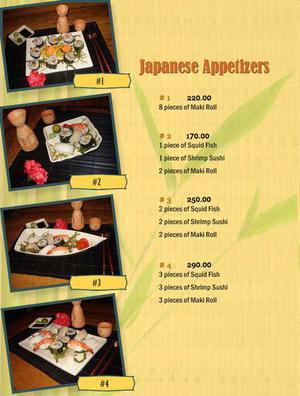 Japanese Appetizers
# 1 220.00
8 pieces of Maki Roll
# 2 170.00
1 piece of Squid Fish
1 piece of Shrimp Sushi
2 pieces of Maki Roll
# 3 250.00
2 pieces of Squid Fish
2 pieces of Shrimp Sushi
2 pieces of Maki Roll
# 4 290.00
3 pieces of Squid Fish
3 pieces of Shrimp Sushi
3 pieces of Maki Roll
#1
#2
#3
#4